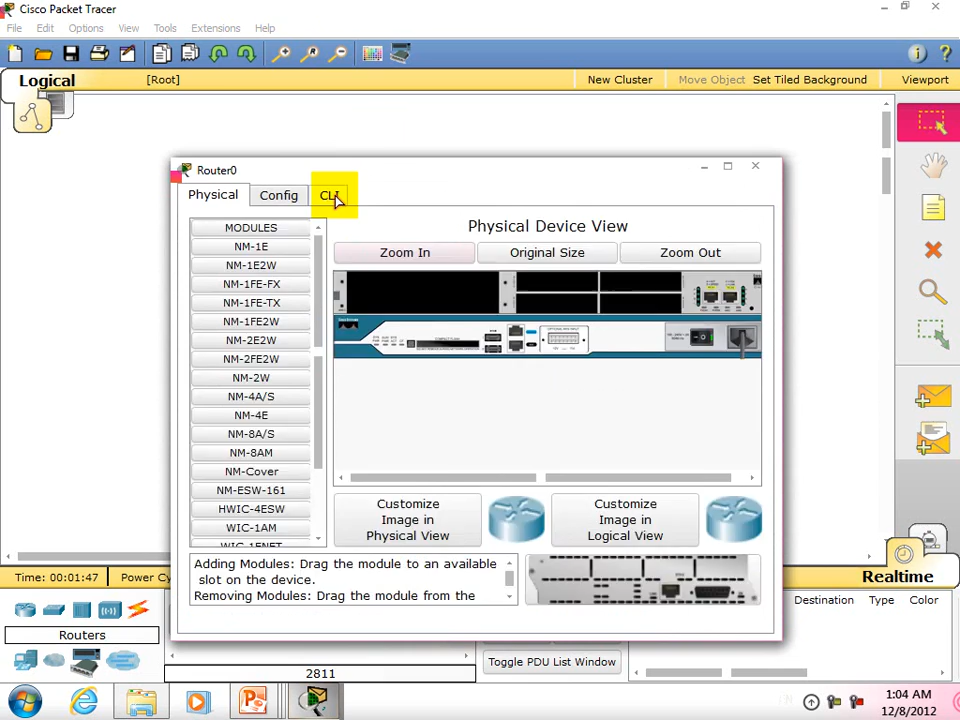 Cisco Packet Tracer
File Edit Options View Tools Extensions Help
Logical [Root] New Cluster Move Object Set Tiled Background Viewport
Router0
Physical Config CLI
MODULES
NM-1E
NM-1E2W
NM-1FE-FX
NM-1FE-TX
NM-1FE2W
NM-2E2W
NM-2FE2W
NM-2W
NM-4A/S
NM-4E
NM-8A/S
NM-8AM
NM-Cover
NM-ESW-161
HWIC-4ESW
WIC-1AM
WIC-1ENET
Physical Device View
Zoom In Original Size Zoom Out
Customize
Image in
Physical View
Customize
Image in
Logical View
Adding Modules: Drag the module to an available
slot on the device.
Removing Modules: Drag the module from the
Time: 00:01:47 Power Cy
Realtime
Routers
2811
Toggle PDU List Window
Destination Type Color
1:04 AM
12/8/2012